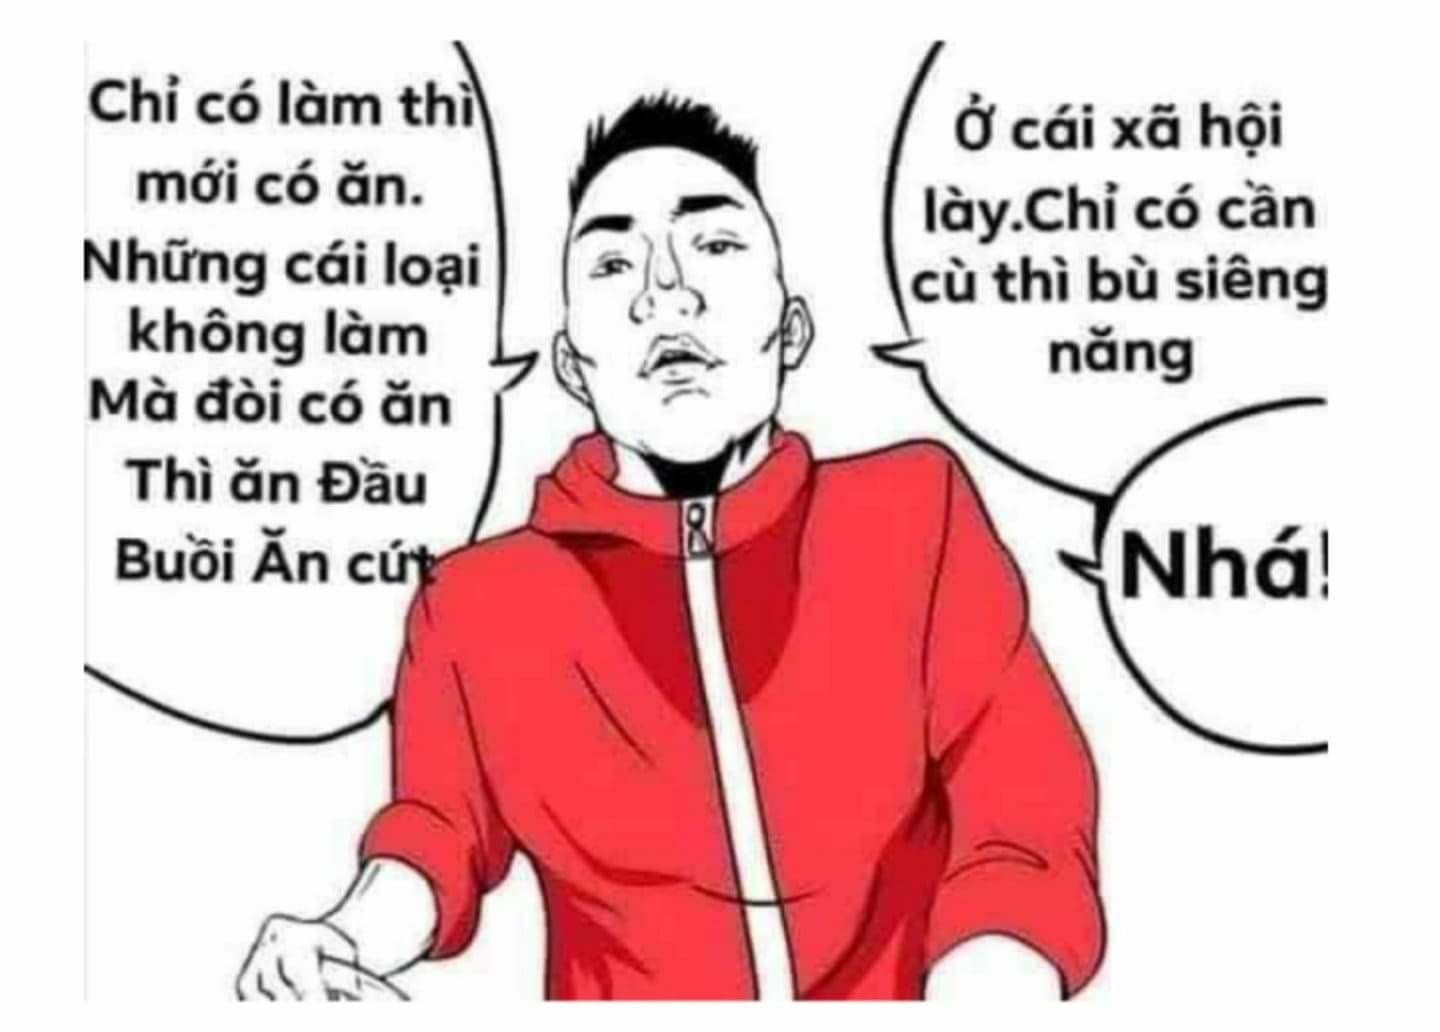 Chỉ có làm thì
mới có ăn.
Những cái loại
không làm
Mà đòi có ăn
Thì ăn Đầu
Buồi Ăn cứt
Ở cái xã hội
lày.Chỉ có cần
cù thì bù siêng
năng
Nhá!